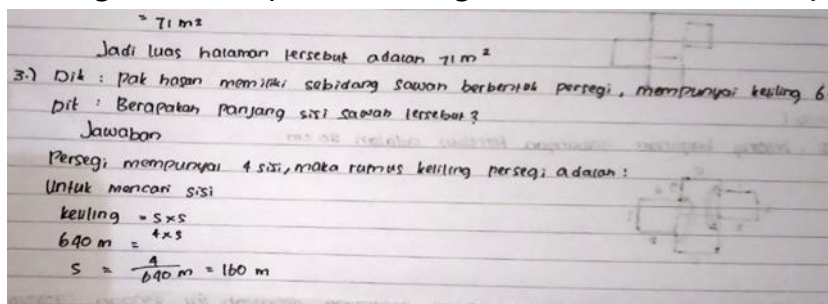 = 71 m²
Jadi luas halaman tersebut adalah 71 m²
3.) Dik : Pak hasan memiliki sebidang sawah berbentuk persegi, mempunyai keliling 6
Dit : Berapakah panjang sisi sawah tersebut?
Jawaban
Persegi mempunyai 4 sisi, maka rumus keliling persegi adalah :
Untuk mencari sisi
keliling = s × s
640 m = 4 × s
s = 4 / 640 m = 160 m